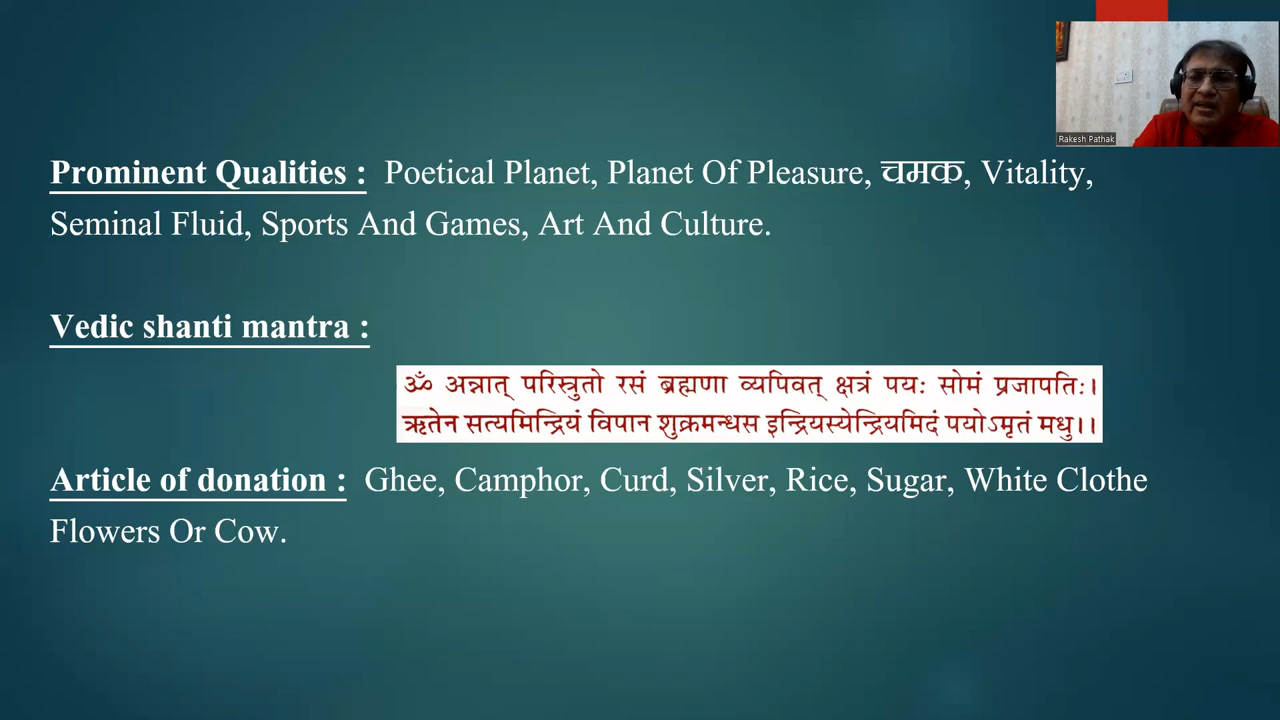 Rakesh Pathak
Prominent Qualities : Poetical Planet, Planet Of Pleasure, चमक, Vitality,
Seminal Fluid, Sports And Games, Art And Culture.
Vedic shanti mantra :
ॐ अन्नात् परिस्त्रुतो रसं ब्रह्मणा व्यपिवत् क्षत्रं पयः सोमं प्रजापतिः।
ऋतेन सत्यमिन्द्रियं विपान शुक्रमन्धस इन्द्रियस्येन्द्रियमिदं पयोऽमृतं मधु।।
Article of donation : Ghee, Camphor, Curd, Silver, Rice, Sugar, White Clothe
Flowers Or Cow.